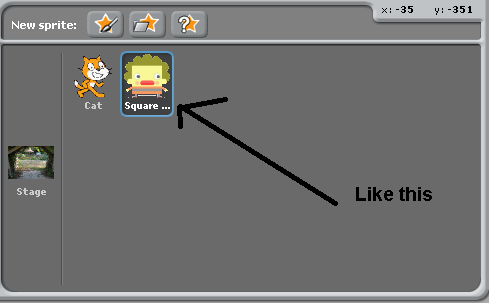 x: -35 y: -351
New sprite:
Cat
Square ...
Stage
Like this